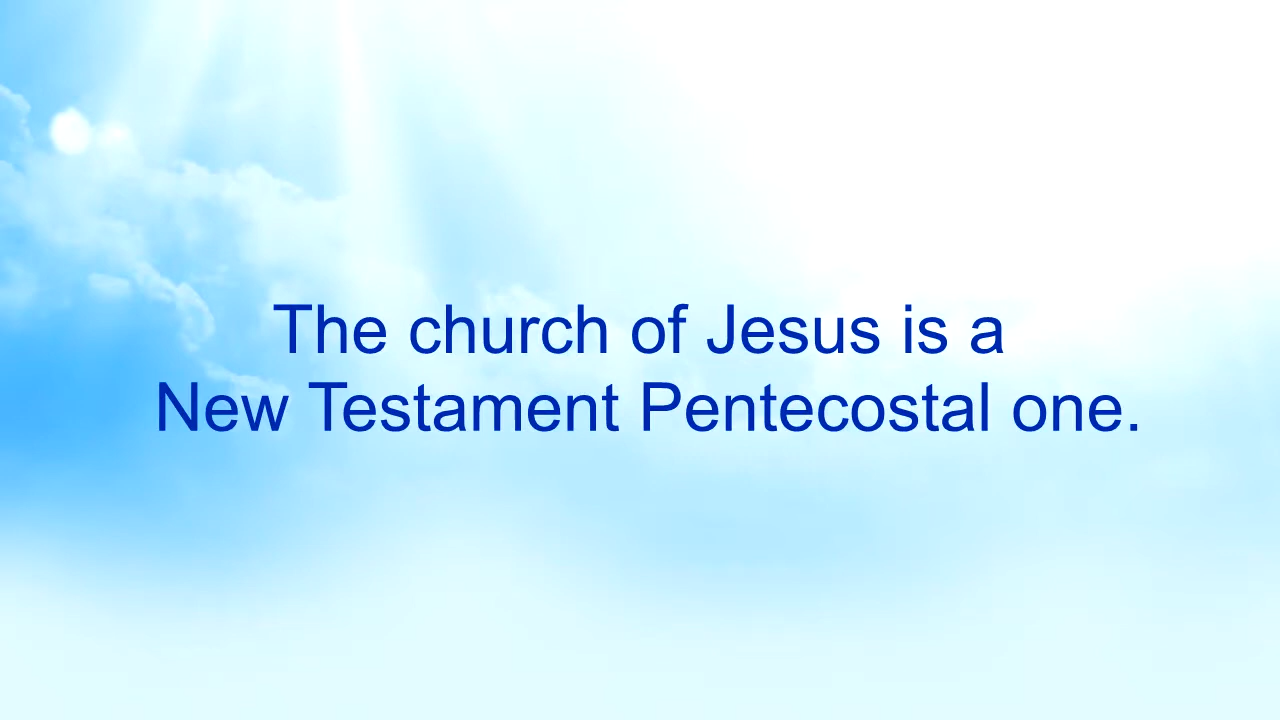 The church of Jesus is a
New Testament Pentecostal one.